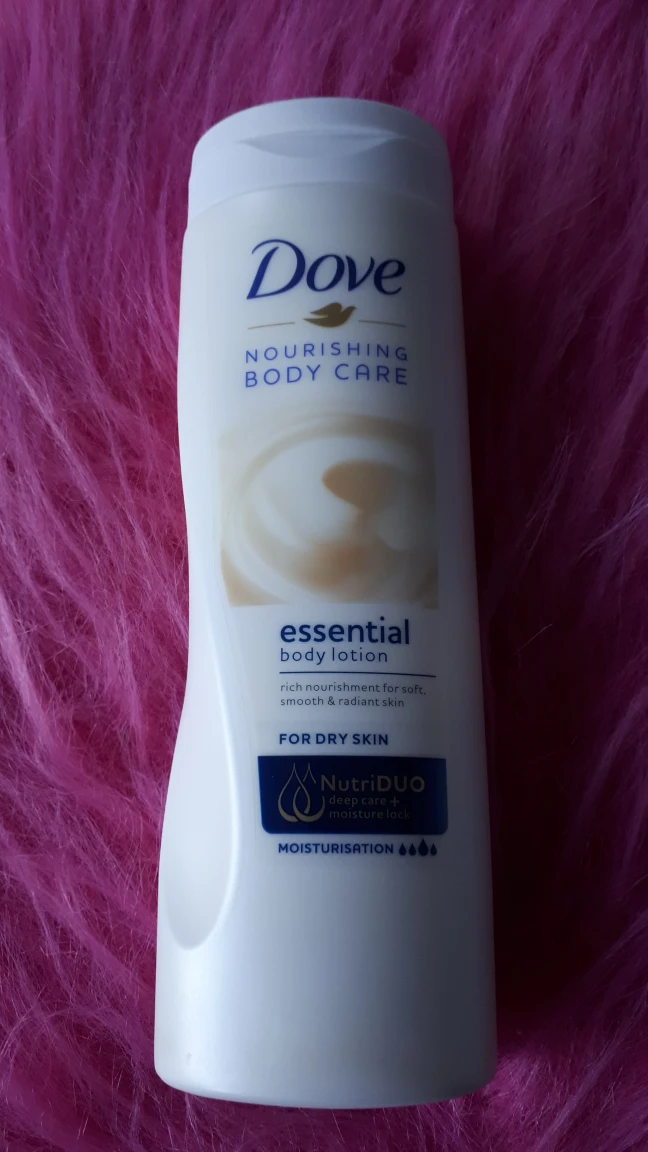 Dove
NOURISHING
BODY CARE
essential
body lotion
rich nourishment for soft,
smooth & radiant skin
FOR DRY SKIN
NutriDUO
deep care +
moisture lock
MOISTURISATION